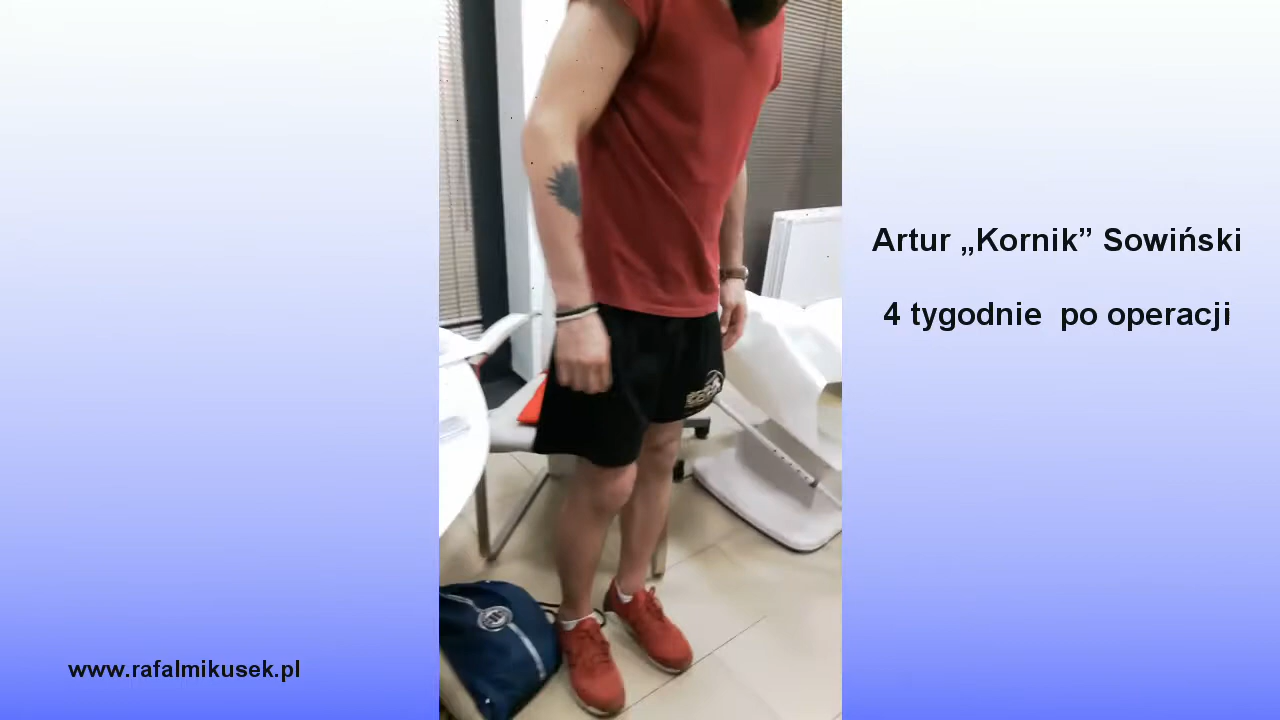 Artur „Kornik” Sowiński
4 tygodnie po operacji
www.rafalmikusek.pl